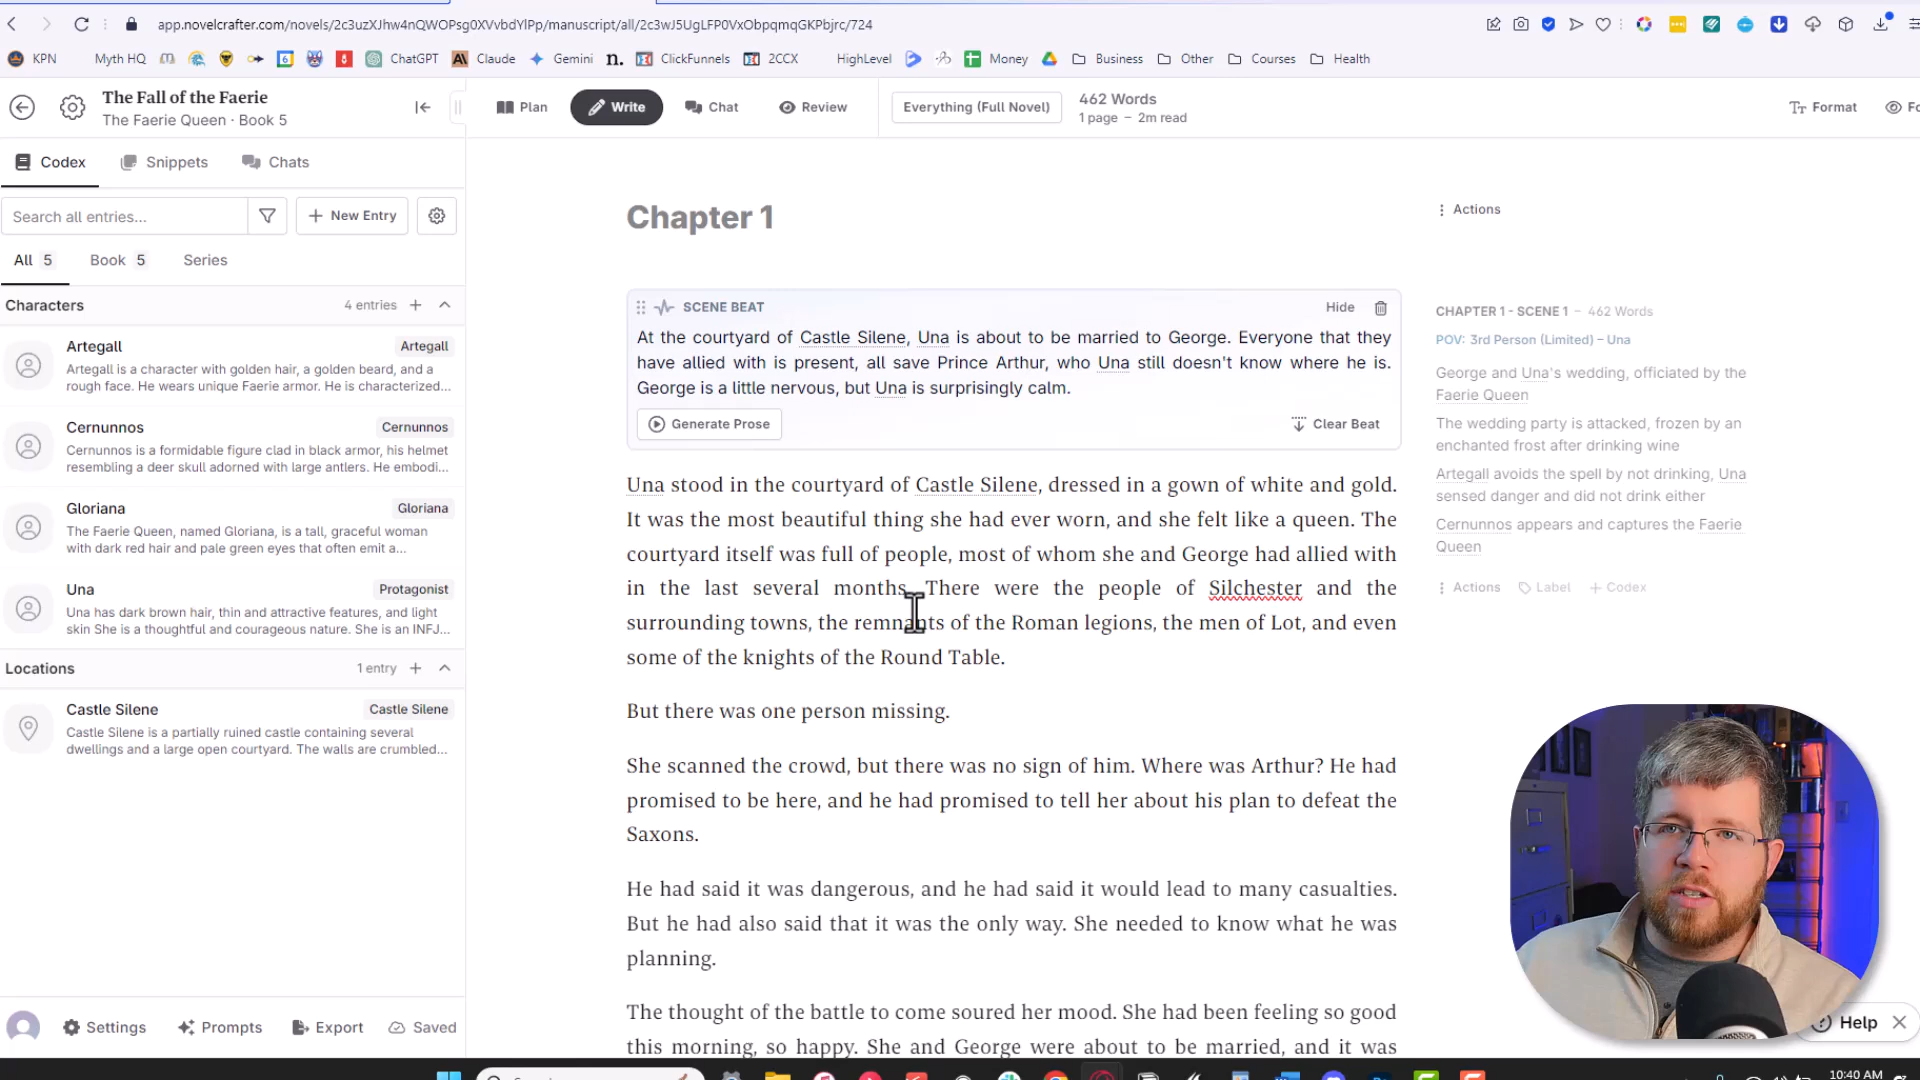 app.novelcrafter.com/novels/2c3uzXJhw4nQWOPsg0XVvbdYlPp/manuscript/all/2c3wJ5UgLFP0VxObpqmqGKPbjrc/724
KPN
Myth HQ
6
ChatGPT
Claude
Gemini
n.
ClickFunnels
2CCX
HighLevel
Money
Business
Other
Courses
Health
The Fall of the Faerie
The Faerie Queen · Book 5
Plan
Write
Chat
Review
Everything (Full Novel)
462 Words
1 page – 2m read
Format
Codex
Snippets
Chats
Search all entries...
New Entry
All 5
Book 5
Series
Characters
4 entries
Artegall
Artegall
Artegall is a character with golden hair, a golden beard, and a
rough face. He wears unique Faerie armor. He is characterized...
Cernunnos
Cernunnos
Cernunnos is a formidable figure clad in black armor, his helmet
resembling a deer skull adorned with large antlers. He embodi...
Gloriana
Gloriana
The Faerie Queen, named Gloriana, is a tall, graceful woman
with dark red hair and pale green eyes that often emit a...
Una
Protagonist
Una has dark brown hair, thin and attractive features, and light
skin She is a thoughtful and courageous nature. She is an INFJ...
Locations
1 entry
Castle Silene
Castle Silene
Castle Silene is a partially ruined castle containing several
dwellings and a large open courtyard. The walls are crumbled...
Settings
Prompts
Export
Saved
Chapter 1
Actions
SCENE BEAT
Hide
At the courtyard of Castle Silene, Una is about to be married to George. Everyone that they
have allied with is present, all save Prince Arthur, who Una still doesn't know where he is.
George is a little nervous, but Una is surprisingly calm.
Generate Prose
Clear Beat
Una stood in the courtyard of Castle Silene, dressed in a gown of white and gold.
It was the most beautiful thing she had ever worn, and she felt like a queen. The
courtyard itself was full of people, most of whom she and George had allied with
in the last several months. There were the people of Silchester and the
surrounding towns, the remnants of the Roman legions, the men of Lot, and even
some of the knights of the Round Table.
But there was one person missing.
She scanned the crowd, but there was no sign of him. Where was Arthur? He had
promised to be here, and he had promised to tell her about his plan to defeat the
Saxons.
He had said it was dangerous, and he had said it would lead to many casualties.
But he had also said that it was the only way. She needed to know what he was
planning.
The thought of the battle to come soured her mood. She had been feeling so good
this morning, so happy. She and George were about to be married, and it was
CHAPTER 1 - SCENE 1 – 462 Words
POV: 3rd Person (Limited) – Una
George and Una's wedding, officiated by the
Faerie Queen
The wedding party is attacked, frozen by an
enchanted frost after drinking wine
Artegall avoids the spell by not drinking, Una
sensed danger and did not drink either
Cernunnos appears and captures the Faerie
Queen
Actions
Label
Codex
Help
10:40 AM